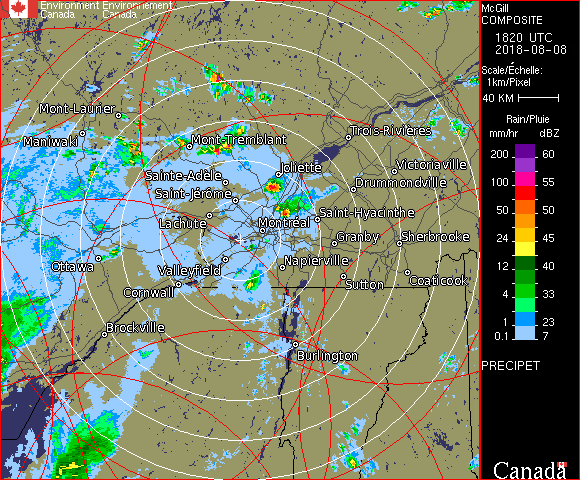 Environment Environnement
Canada Canada
McGill
COMPOSITE
1820 UTC
2018-08-08
Scale/Échelle:
1km/Pixel
40 KM
Rain/Pluie
mm/hr dBZ
200 60
100 55
50 50
24 45
12 40
4 33
1 23
0.1 7
PRECIPET
Canada
Mont-Laurier
Maniwaki
Mont-Tremblant
Trois-Rivières
Sainte-Adèle
Joliette
Victoriaville
Saint-Jérôme
Drummondville
Lachute
Montréal
Saint-Hyacinthe
Granby
Sherbrooke
Ottawa
Valleyfield
Napierville
Cornwall
Sutton
Coaticook
Brockville
Burlington